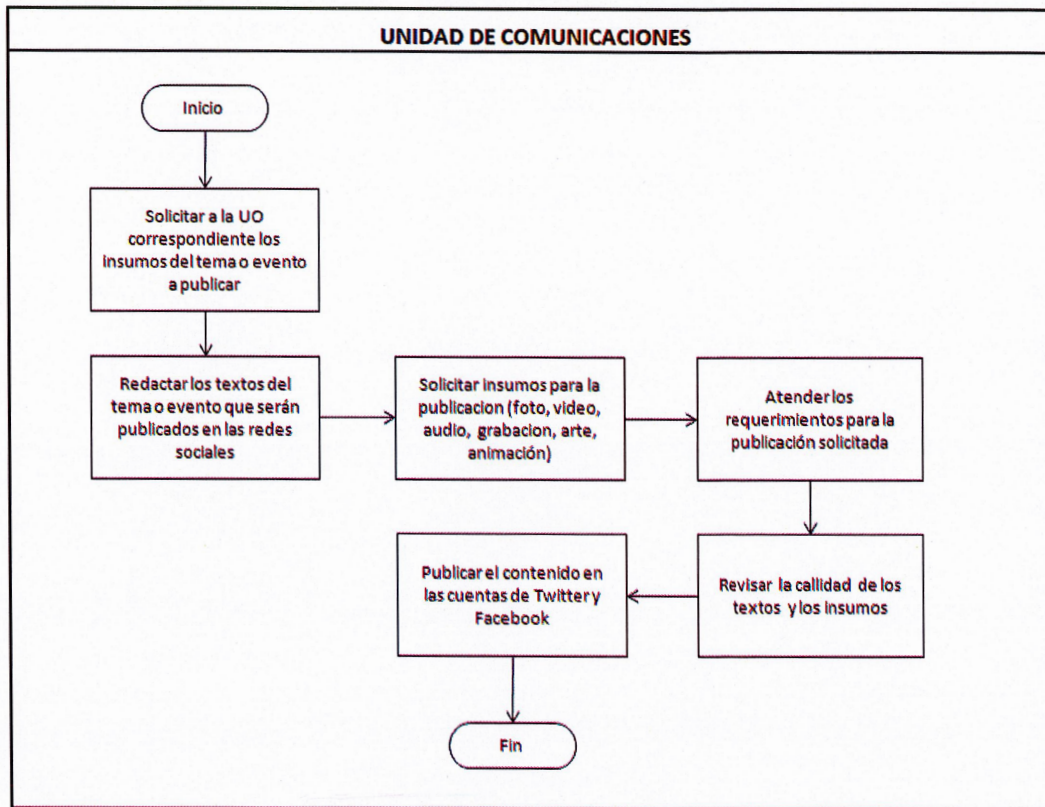 UNIDAD DE COMUNICACIONES
Inicio
Solicitar a la UO
correspondiente los
insumos del tema o evento
a publicar
Redactar los textos del
tema o evento que serán
publicados en las redes
sociales
Solicitar insumos para la
publicacion (foto, video,
audio, grabacion, arte,
animación)
Atender los
requerimientos para la
publicación solicitada
Revisar la callidad de los
textos y los insumos
Publicar el contenido en
las cuentas de Twitter y
Facebook
Fin